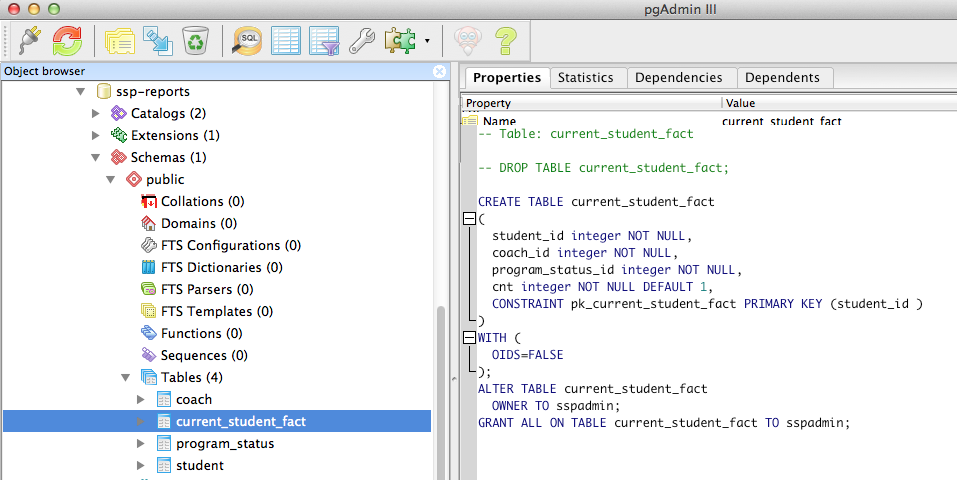 pgAdmin III
SQL
Object browser
ssp-reports
Catalogs (2)
Extensions (1)
Schemas (1)
public
Collations (0)
Domains (0)
FTS Configurations (0)
FTS Dictionaries (0)
FTS Parsers (0)
FTS Templates (0)
Functions (0)
Sequences (0)
Tables (4)
coach
current_student_fact
program_status
student
Properties Statistics Dependencies Dependents
Property Value
Name current_student_fact
-- Table: current_student_fact
-- DROP TABLE current_student_fact;
CREATE TABLE current_student_fact
(
student_id integer NOT NULL,
coach_id integer NOT NULL,
program_status_id integer NOT NULL,
cnt integer NOT NULL DEFAULT 1,
CONSTRAINT pk_current_student_fact PRIMARY KEY (student_id )
)
WITH (
OIDS=FALSE
);
ALTER TABLE current_student_fact
OWNER TO sspadmin;
GRANT ALL ON TABLE current_student_fact TO sspadmin;